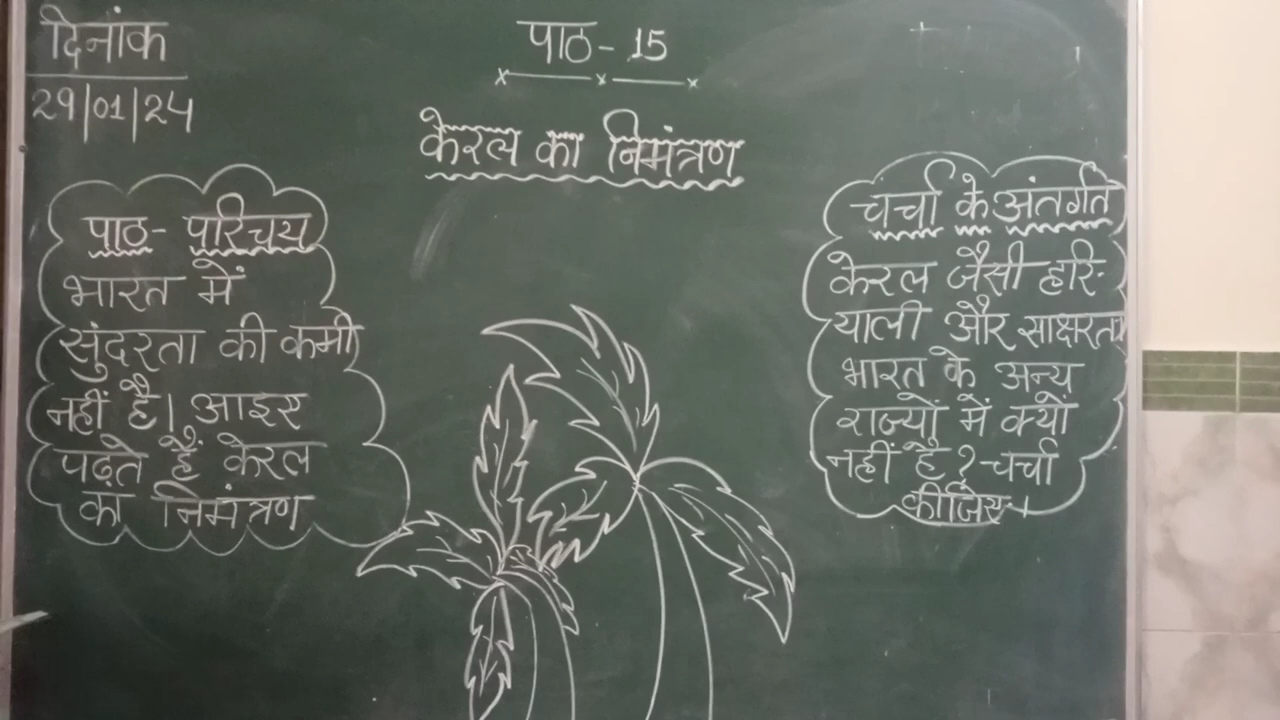 दिनांक
29/01/24
पाठ - 15
केरल का निमंत्रण
पाठ - परिचय
भारत में
सुंदरता की कमी
नहीं है। आइए
पढ़ते हैं केरल
का निमंत्रण
चर्चा के अंतर्गत
केरल जैसी हरि-
याली और साक्षरता
भारत के अन्य
राज्यों में क्यों
नहीं है? चर्चा
कीजिए।